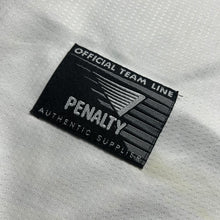 OFFICIAL TEAM LINE
PENALTY
AUTHENTIC SUPPLIER